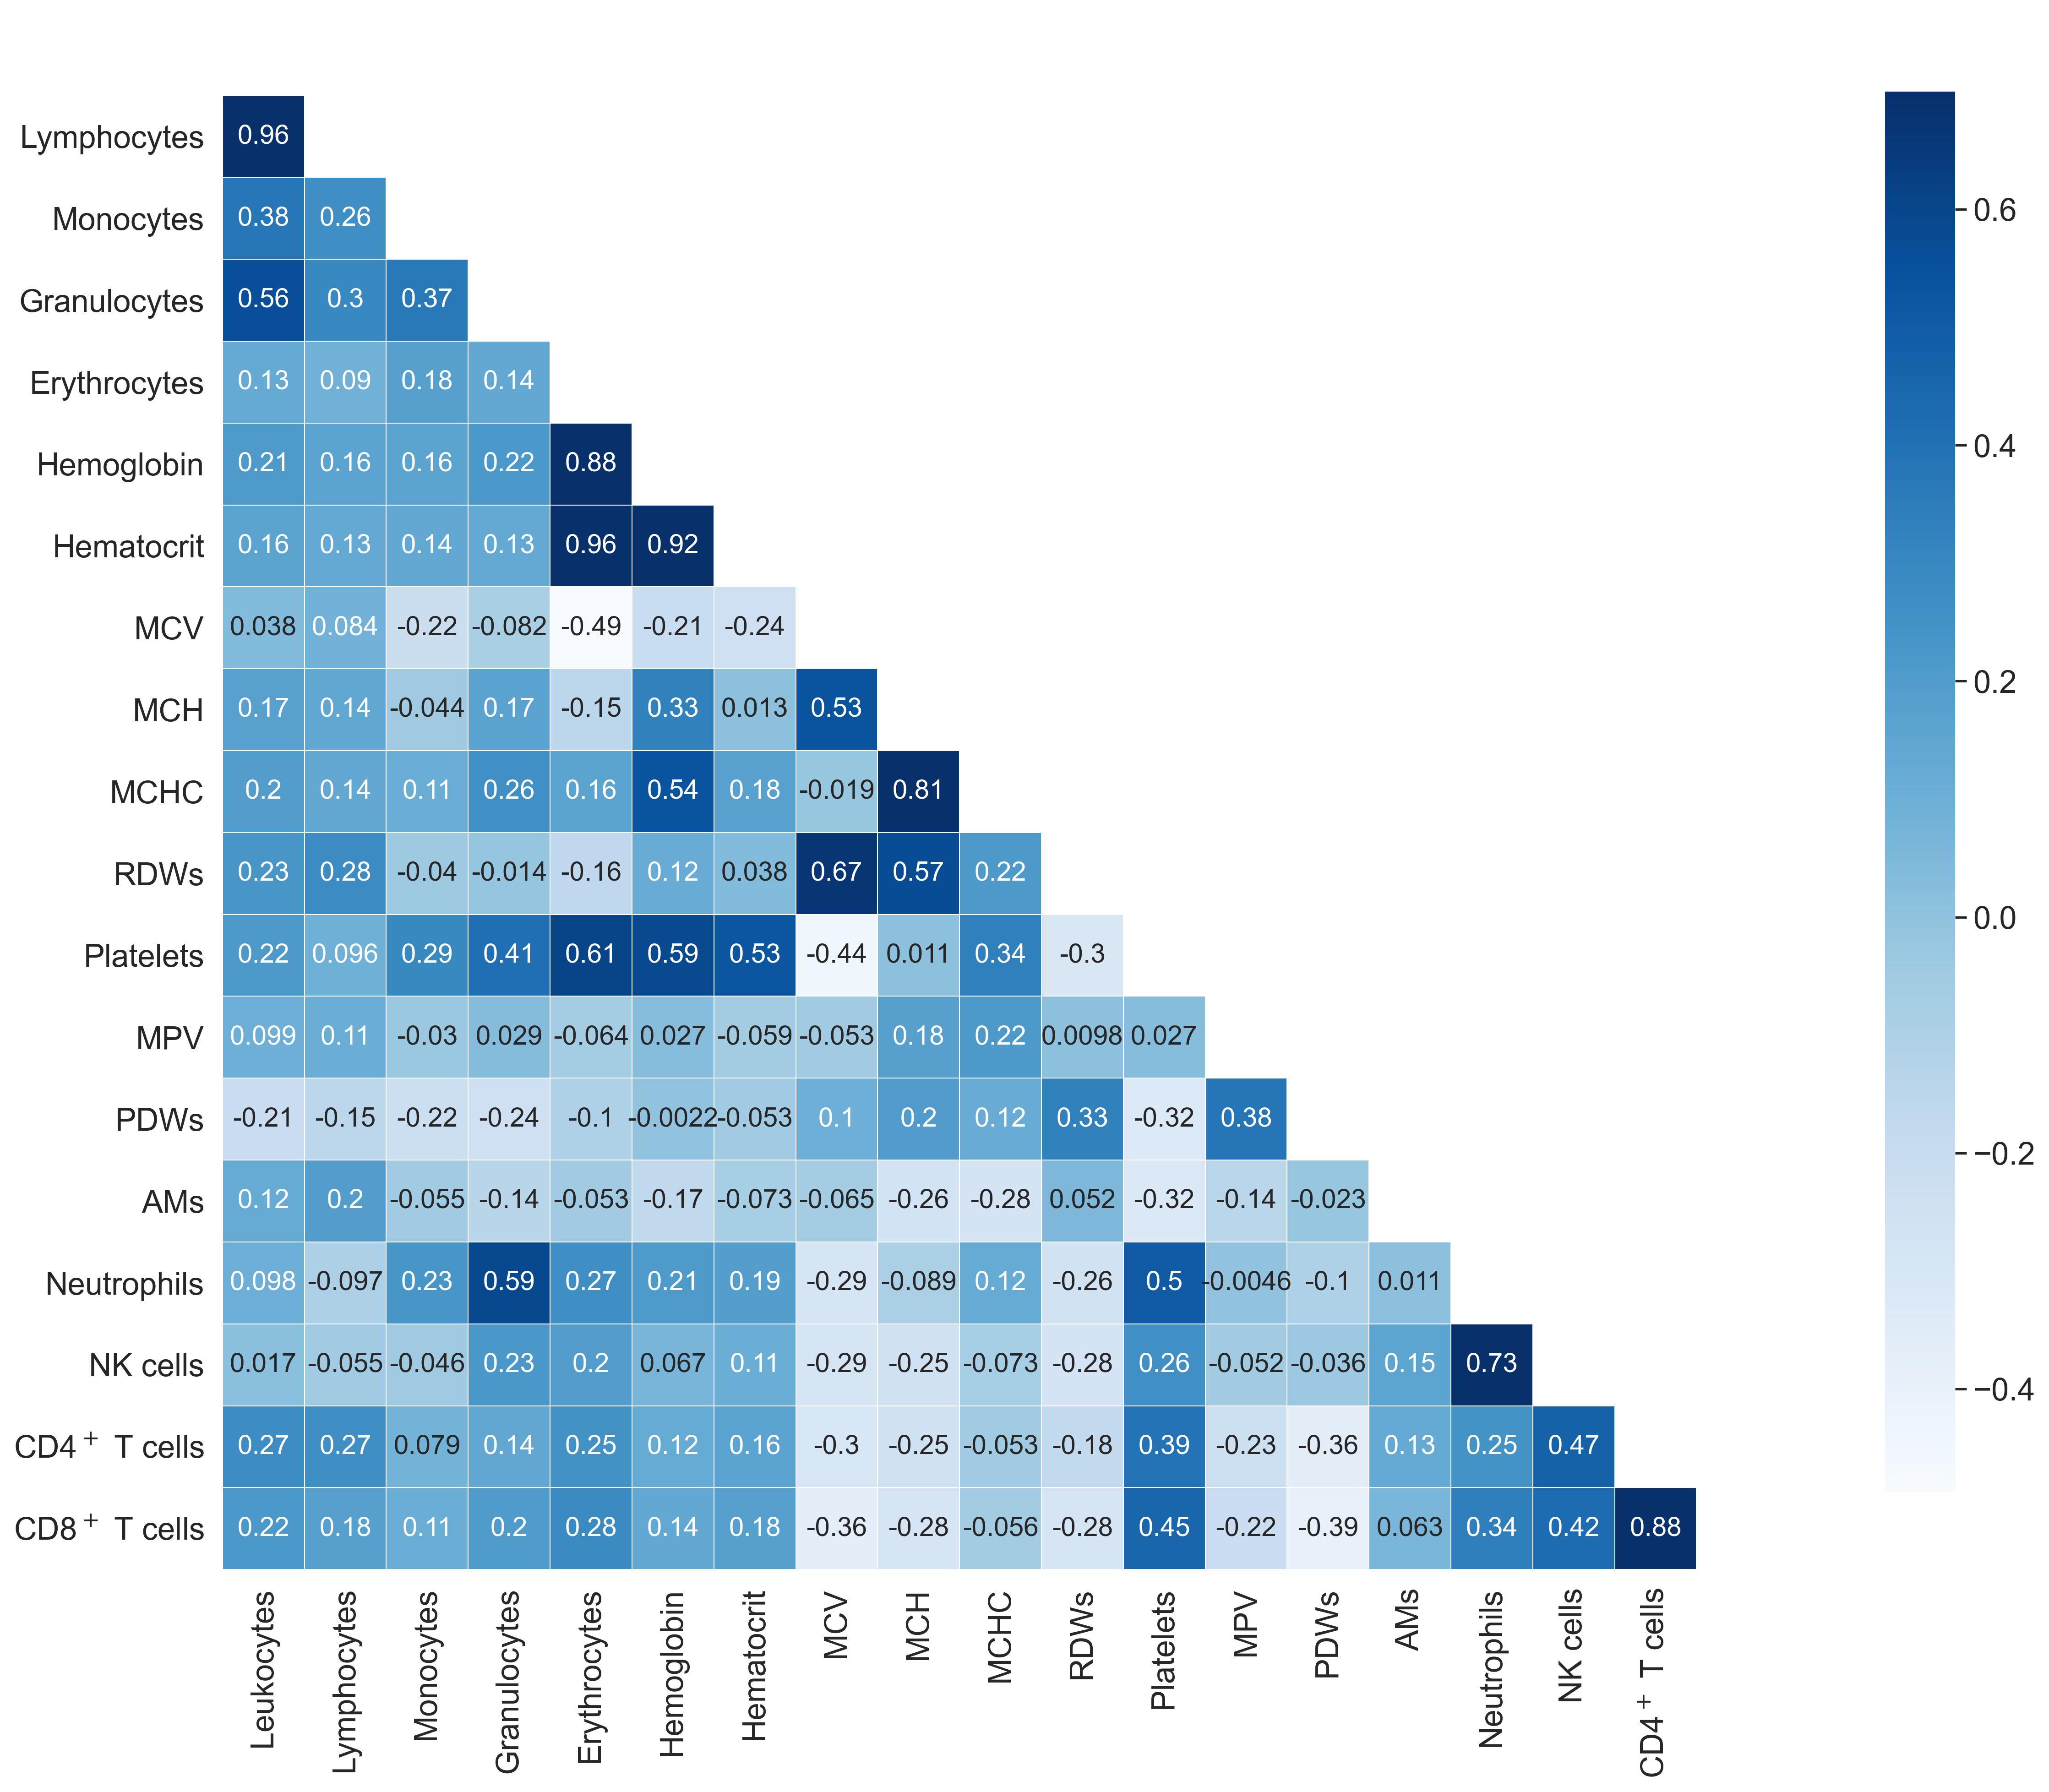 Lymphocytes 0.96
Monocytes 0.38 0.26
Granulocytes 0.56 0.3 0.37
Erythrocytes 0.13 0.09 0.18 0.14
Hemoglobin 0.21 0.16 0.16 0.22 0.88
Hematocrit 0.16 0.13 0.14 0.13 0.96 0.92
MCV 0.038 0.084 -0.22 -0.082 -0.49 -0.21 -0.24
MCH 0.17 0.14 -0.044 0.17 -0.15 0.33 0.013 0.53
MCHC 0.2 0.14 0.11 0.26 0.16 0.54 0.18 -0.019 0.81
RDWs 0.23 0.28 -0.04 -0.014 -0.16 0.12 0.038 0.67 0.57 0.22
Platelets 0.22 0.096 0.29 0.41 0.61 0.59 0.53 -0.44 0.011 0.34 -0.3
MPV 0.099 0.11 -0.03 0.029 -0.064 0.027 -0.059 -0.053 0.18 0.22 0.0098 0.027
PDWs -0.21 -0.15 -0.22 -0.24 -0.1 -0.0022 -0.053 0.1 0.2 0.12 0.33 -0.32 0.38
AMs 0.12 0.2 -0.055 -0.14 -0.053 -0.17 -0.073 -0.065 -0.26 -0.28 0.052 -0.32 -0.14 -0.023
Neutrophils 0.098 -0.097 0.23 0.59 0.27 0.21 0.19 -0.29 -0.089 0.12 -0.26 0.5 -0.0046 -0.1 0.011
NK cells 0.017 -0.055 -0.046 0.23 0.2 0.067 0.11 -0.29 -0.25 -0.073 -0.28 0.26 -0.052 -0.036 0.15 0.73
CD4⁺ T cells 0.27 0.27 0.079 0.14 0.25 0.12 0.16 -0.3 -0.25 -0.053 -0.18 0.39 -0.23 -0.36 0.13 0.25 0.47
CD8⁺ T cells 0.22 0.18 0.11 0.2 0.28 0.14 0.18 -0.36 -0.28 -0.056 -0.28 0.45 -0.22 -0.39 0.063 0.34 0.42 0.88
Leukocytes
Lymphocytes
Monocytes
Granulocytes
Erythrocytes
Hemoglobin
Hematocrit
MCV
MCH
MCHC
RDWs
Platelets
MPV
PDWs
AMs
Neutrophils
NK cells
CD4⁺ T cells
0.6
0.4
0.2
0.0
−0.2
−0.4